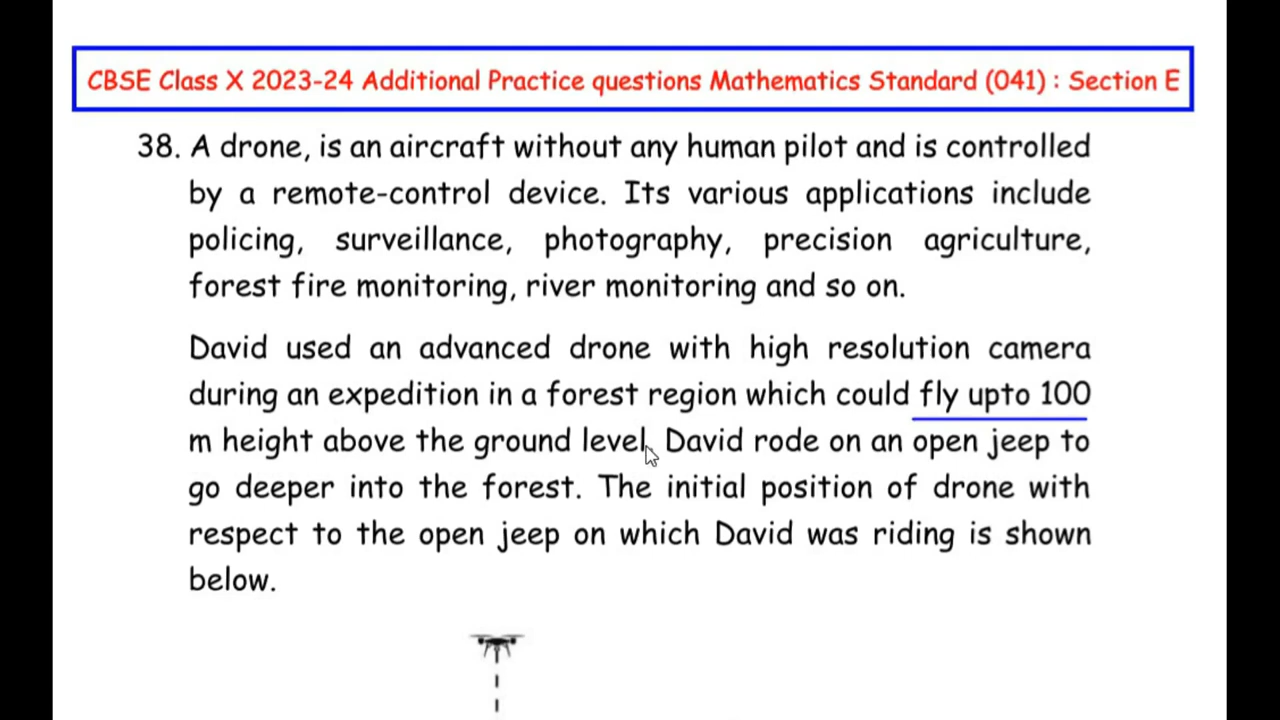 CBSE Class X 2023-24 Additional Practice questions Mathematics Standard (041) : Section E
38. A drone, is an aircraft without any human pilot and is controlled
by a remote-control device. Its various applications include
policing, surveillance, photography, precision agriculture,
forest fire monitoring, river monitoring and so on.
David used an advanced drone with high resolution camera
during an expedition in a forest region which could fly upto 100
m height above the ground level. David rode on an open jeep to
go deeper into the forest. The initial position of drone with
respect to the open jeep on which David was riding is shown
below.